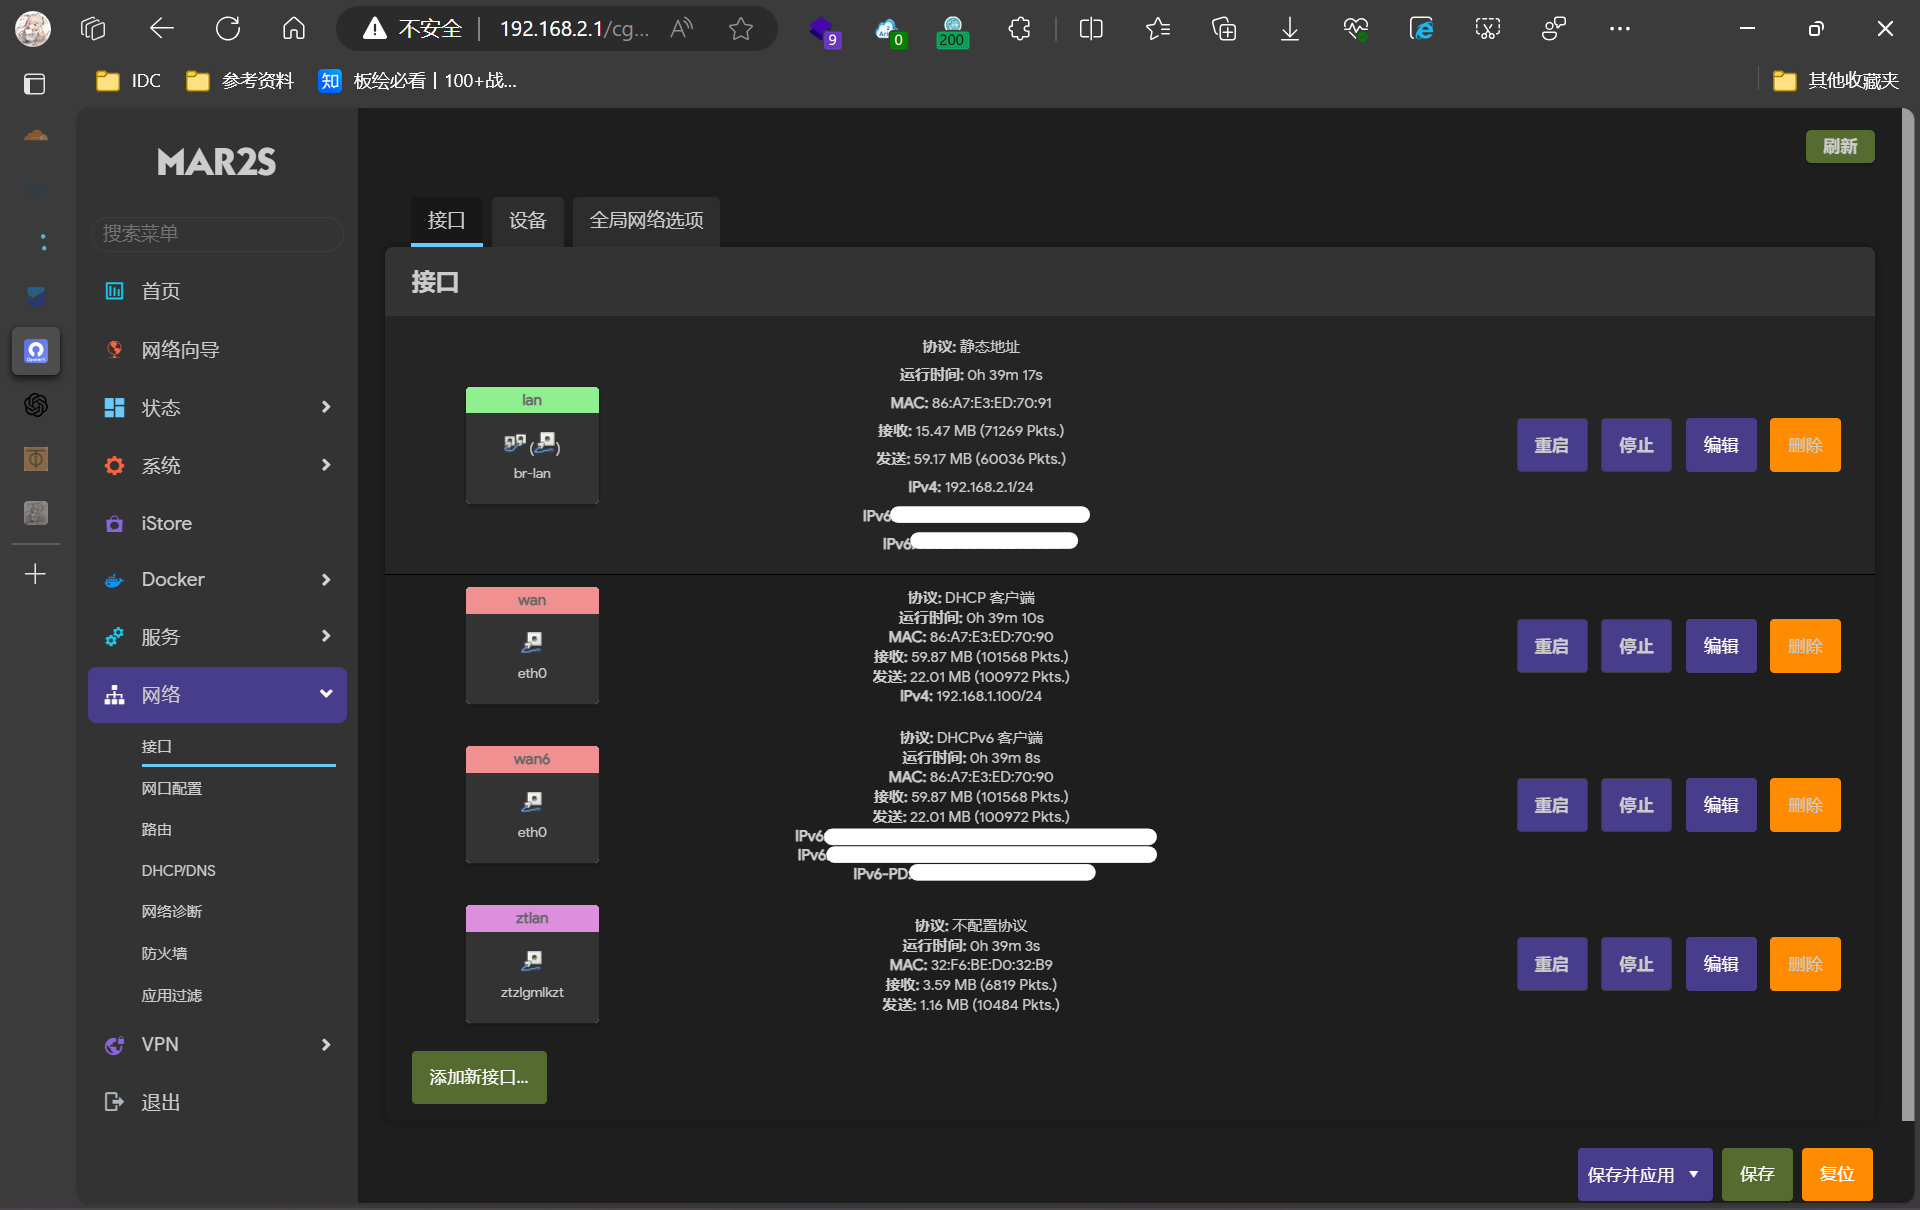 不安全
192.168.2.1/cg...
9
0
200
IDC
参考资料
知
板绘必看 | 100+战...
其他收藏夹
MAR2S
搜索菜单
首页
网络向导
状态
系统
iStore
Docker
服务
网络
接口
网口配置
路由
DHCP/DNS
网络诊断
防火墙
应用过滤
VPN
退出
刷新
接口
设备
全局网络选项
接口
lan
br-lan
协议: 静态地址
运行时间: 0h 39m 17s
MAC: 86:A7:E3:ED:70:91
接收: 15.47 MB (71269 Pkts.)
发送: 59.17 MB (60036 Pkts.)
IPv4: 192.168.2.1/24
IPv6
IPv6:
重启
停止
编辑
删除
wan
eth0
协议: DHCP 客户端
运行时间: 0h 39m 10s
MAC: 86:A7:E3:ED:70:90
接收: 59.87 MB (101568 Pkts.)
发送: 22.01 MB (100972 Pkts.)
IPv4: 192.168.1.100/24
重启
停止
编辑
删除
wan6
eth0
协议: DHCPv6 客户端
运行时间: 0h 39m 8s
MAC: 86:A7:E3:ED:70:90
接收: 59.87 MB (101568 Pkts.)
发送: 22.01 MB (100972 Pkts.)
IPv6
IPv6
IPv6-PD:
重启
停止
编辑
删除
ztlan
ztzlgmlkzt
协议: 不配置协议
运行时间: 0h 39m 3s
MAC: 32:F6:BE:D0:32:B9
接收: 3.59 MB (6819 Pkts.)
发送: 1.16 MB (10484 Pkts.)
重启
停止
编辑
删除
添加新接口...
保存并应用
保存
复位